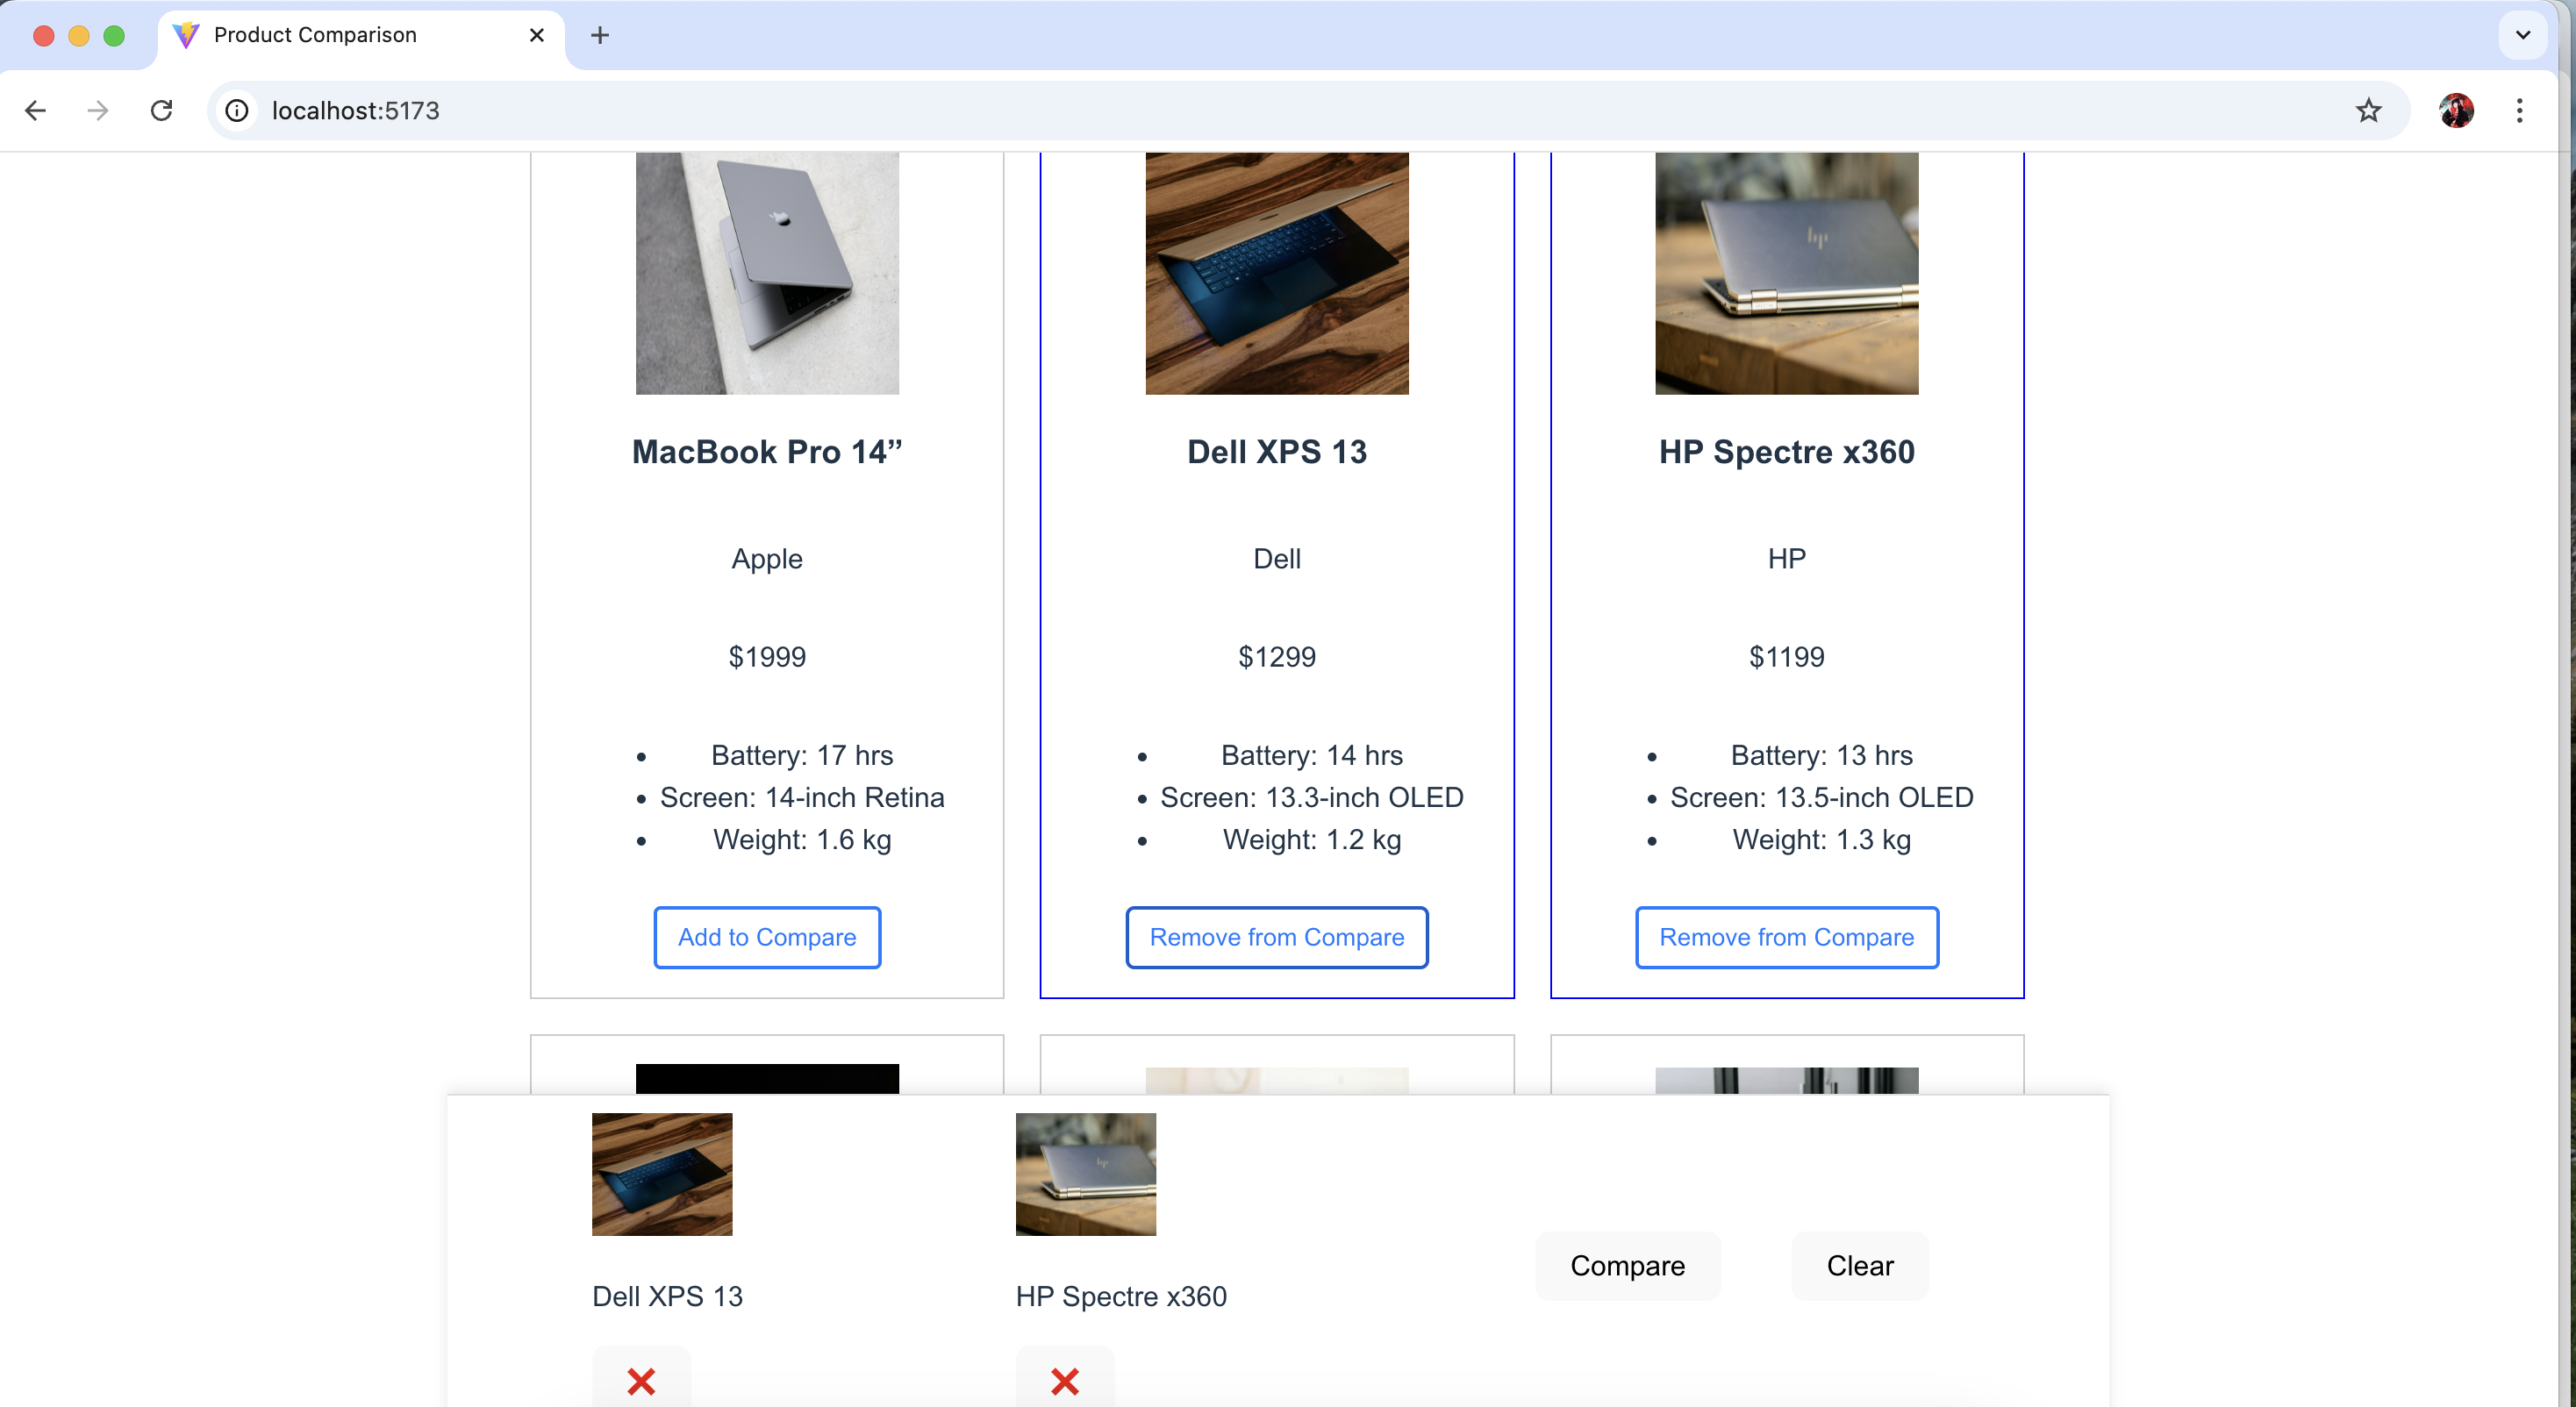 Product Comparison
localhost:5173
MacBook Pro 14”
Dell XPS 13
HP Spectre x360
Apple
Dell
HP
$1999
$1299
$1199
• Battery: 17 hrs
• Screen: 14-inch Retina
• Weight: 1.6 kg
• Battery: 14 hrs
• Screen: 13.3-inch OLED
• Weight: 1.2 kg
• Battery: 13 hrs
• Screen: 13.5-inch OLED
• Weight: 1.3 kg
Add to Compare
Remove from Compare
Remove from Compare
Dell XPS 13
HP Spectre x360
Compare
Clear